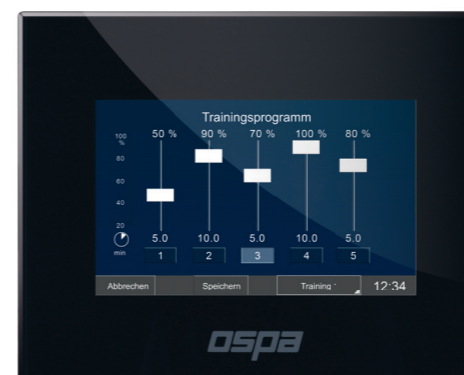 Trainingsprogramm
100 % 50 % 90 % 70 % 100 % 80 %
80
60
40
20
min 5.0 10.0 5.0 10.0 5.0
1 2 3 4 5
Abbrechen Speichern Training 12:34
ospa